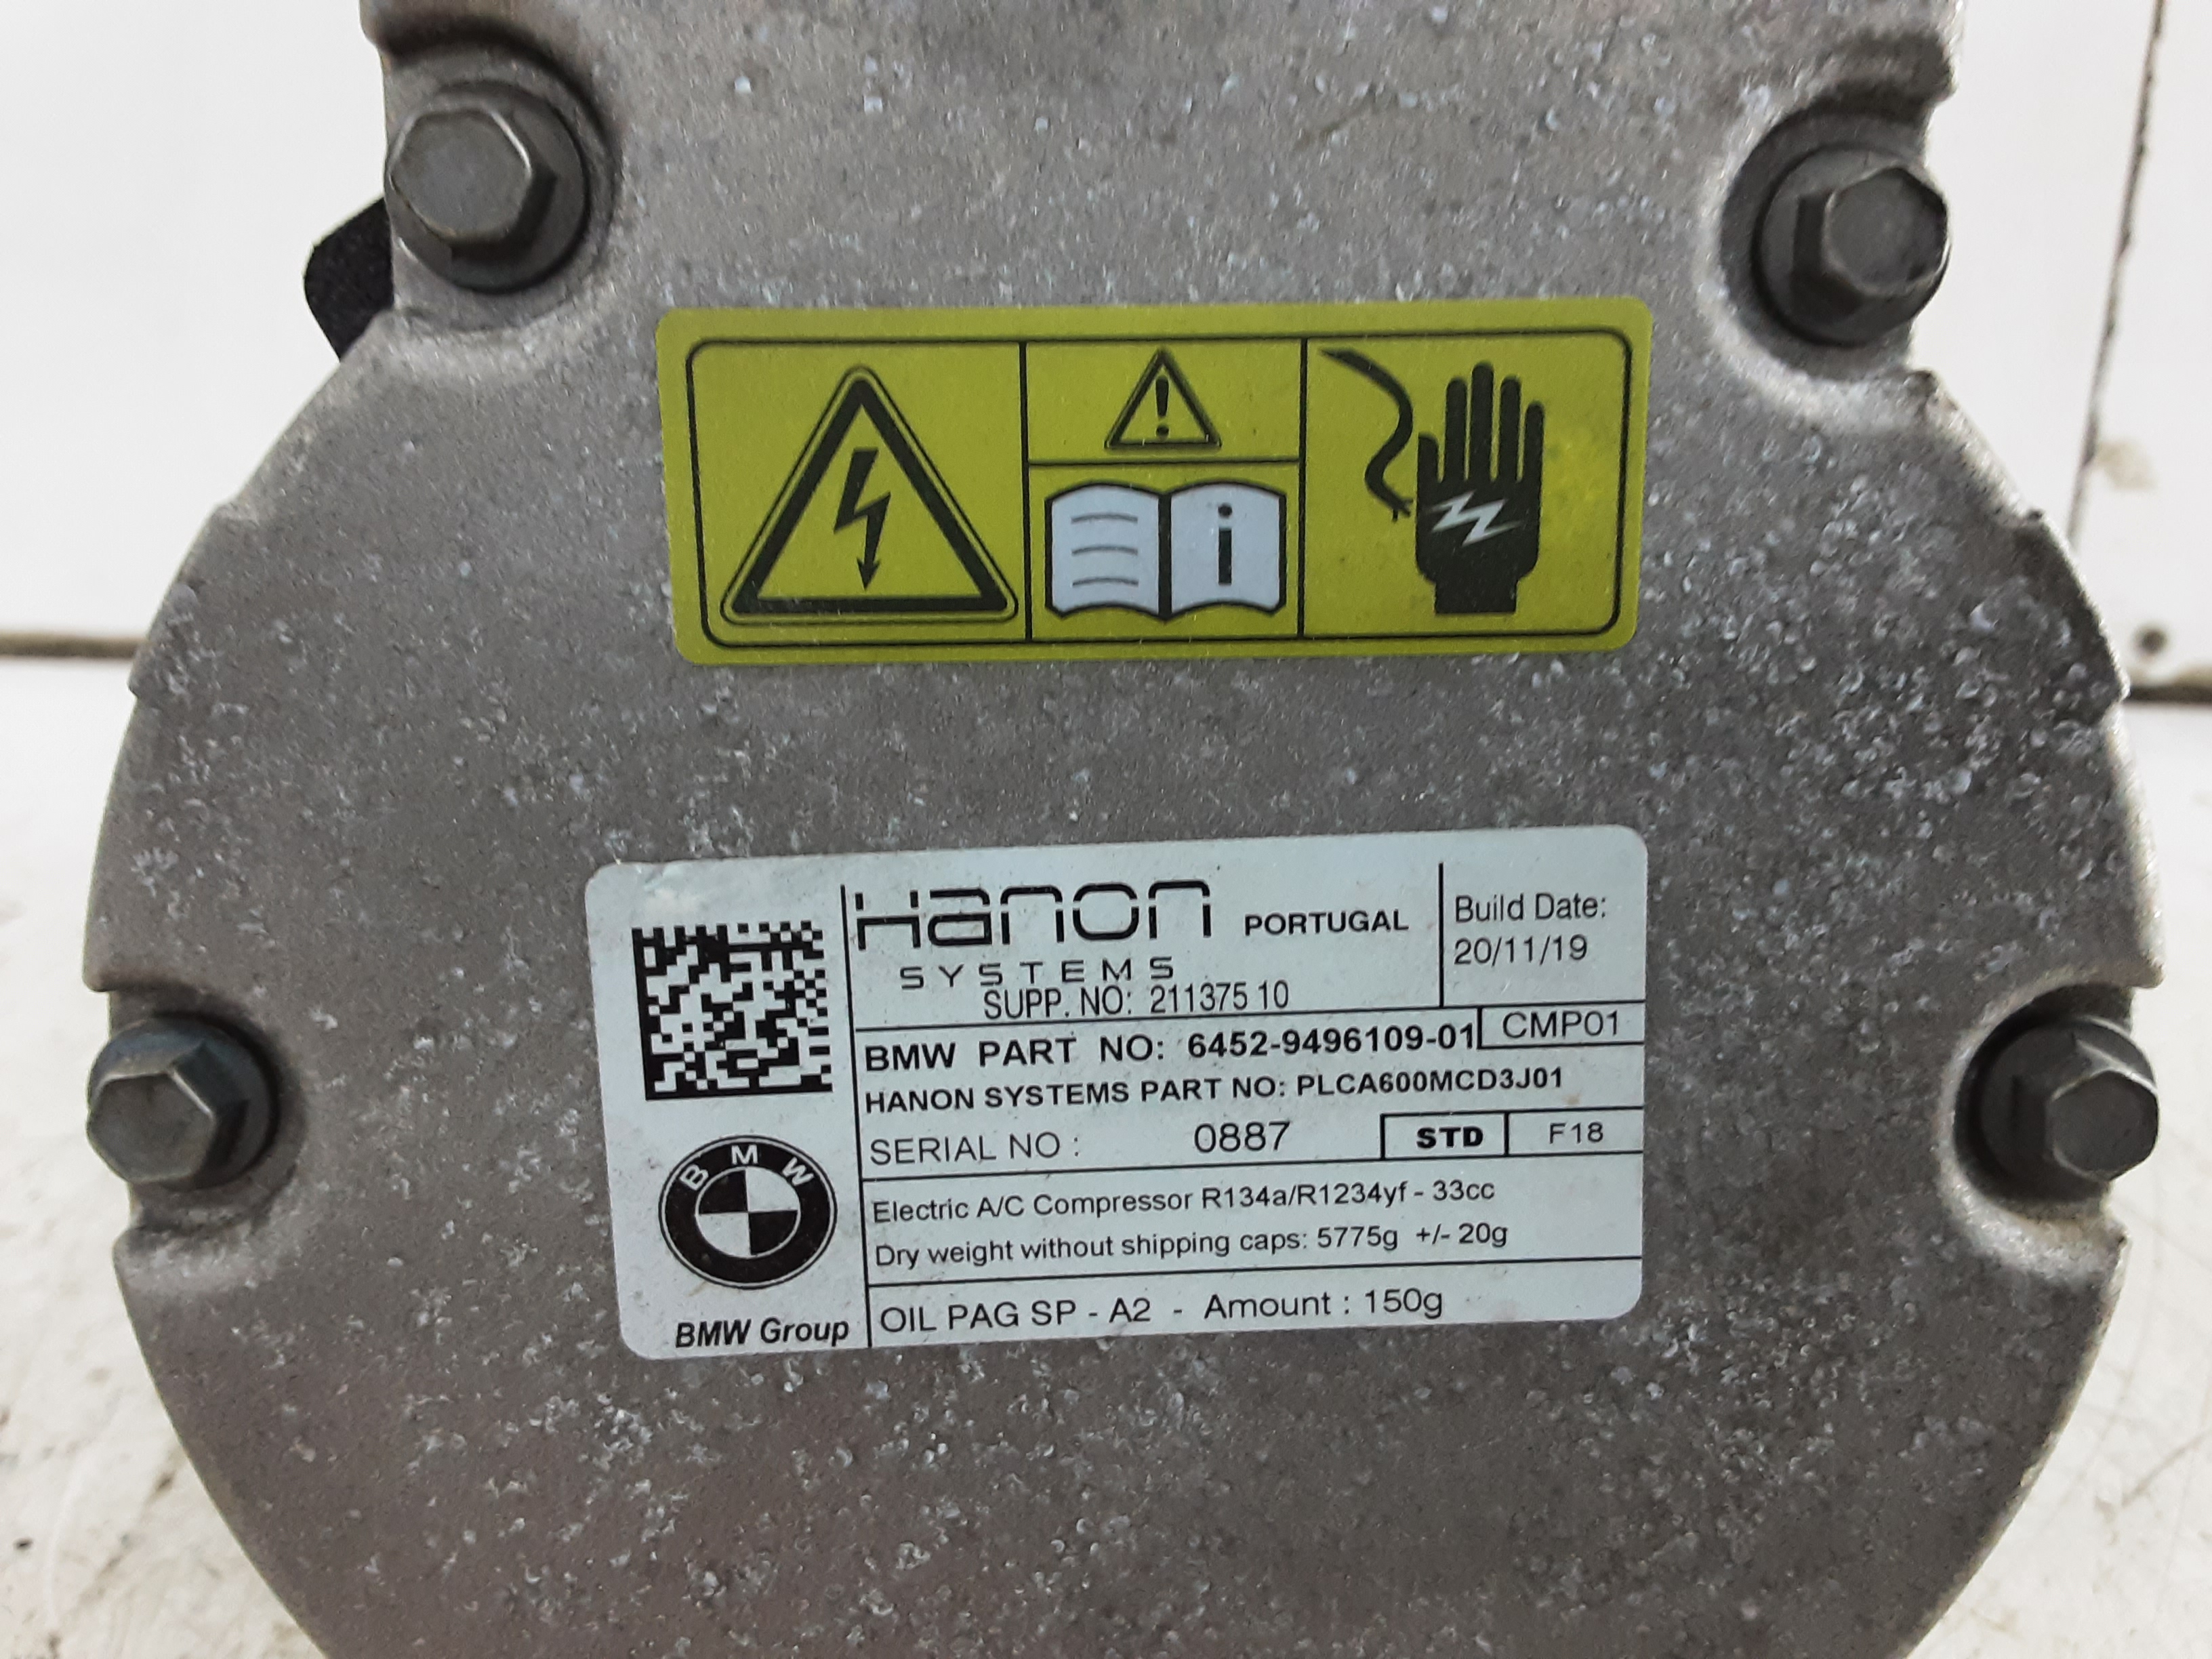 i
Hanon PORTUGAL
SYSTEMS
SUPP. NO: 21137510
Build Date:
20/11/19
BMW PART NO: 6452-9496109-01
CMP01
HANON SYSTEMS PART NO: PLCA600MCD3J01
SERIAL NO : 0887
STD
F18
Electric A/C Compressor R134a/R1234yf - 33cc
Dry weight without shipping caps: 5775g +/- 20g
OIL PAG SP - A2 - Amount : 150g
BMW
BMW Group